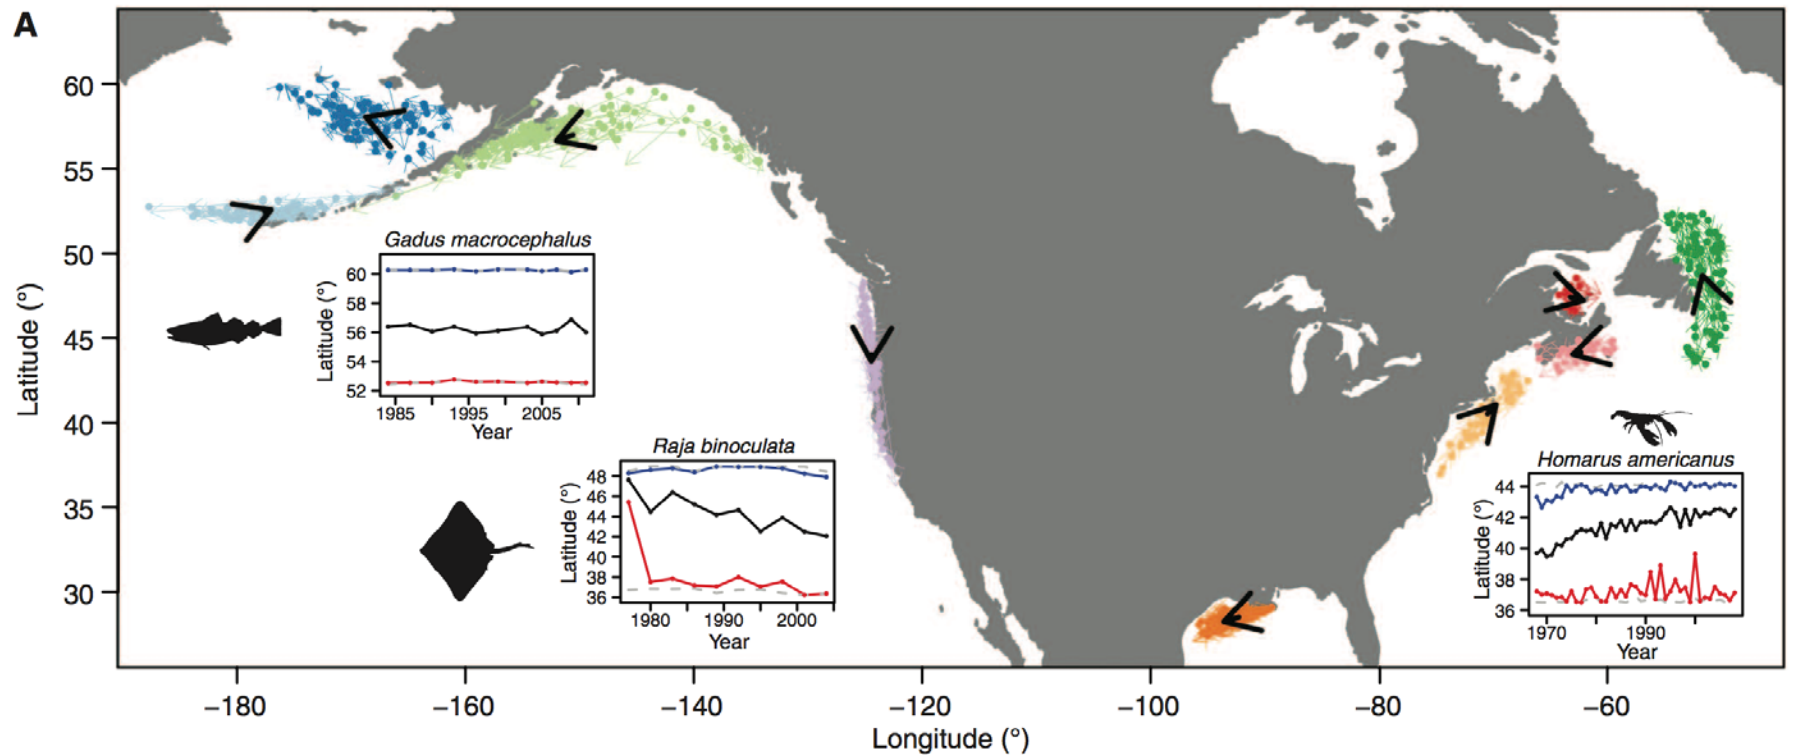 A
Latitude (°)
60
55
50
45
40
35
30
Gadus macrocephalus
Latitude (°)
60
58
56
54
52
1985 1995 2005
Year
Raja binoculata
Latitude (°)
48
46
44
42
40
38
36
1980 1990 2000
Year
Homarus americanus
Latitude (°)
44
42
40
38
36
1970 1990
Year
−180 −160 −140 −120 −100 −80 −60
Longitude (°)